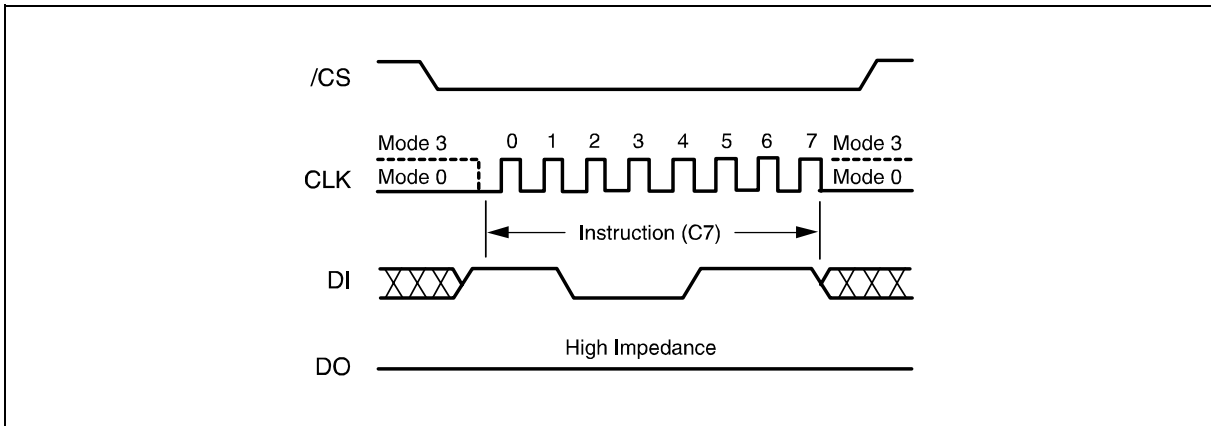 /CS
Mode 3 0 1 2 3 4 5 6 7 Mode 3
CLK Mode 0 Mode 0
Instruction (C7)
DI
High Impedance
DO